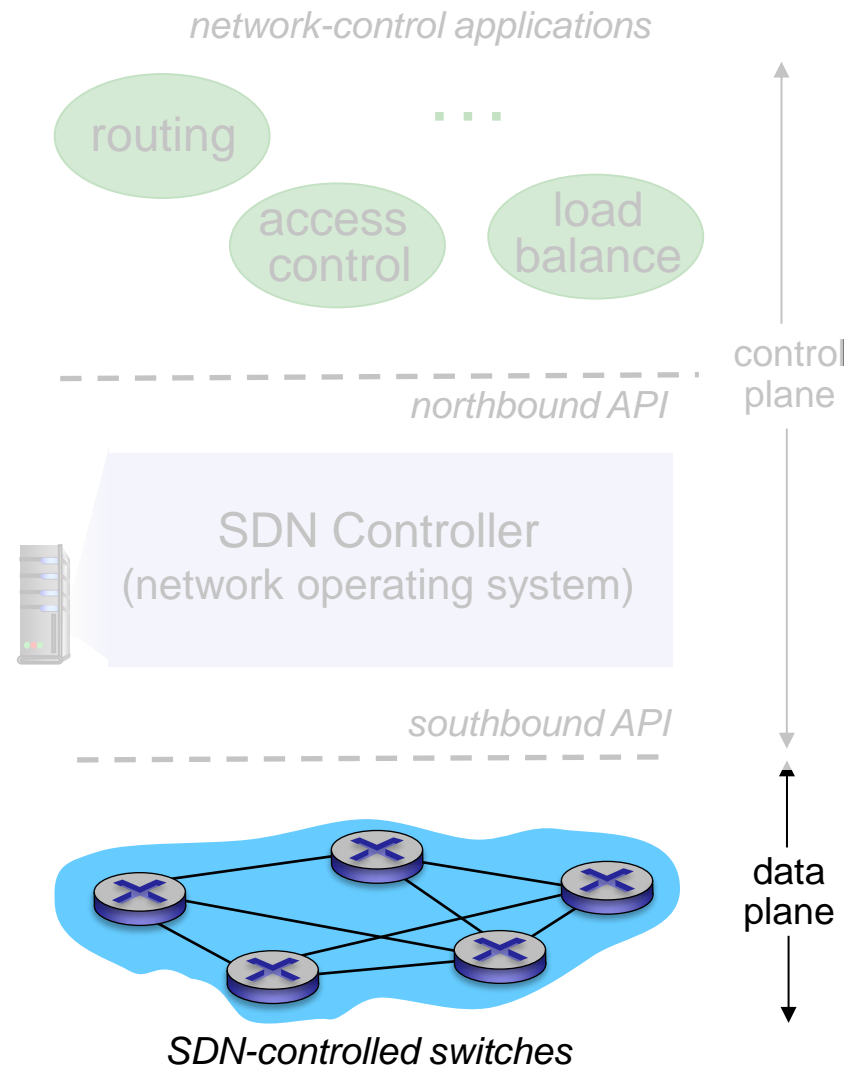 network-control applications
routing
...
access
control
load
balance
control
plane
northbound API
SDN Controller
(network operating system)
southbound API
data
plane
SDN-controlled switches